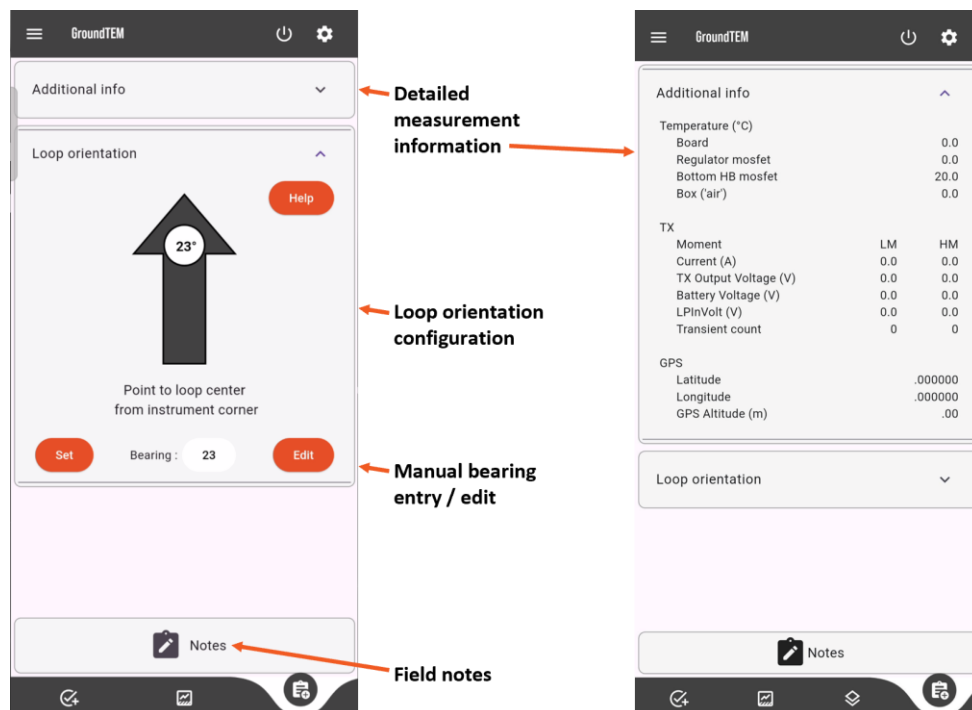 GroundTEM
Additional info
Loop orientation
Help
23°
Point to loop center
from instrument corner
Set
Bearing :
23
Edit
Notes
Detailed
measurement
information
Loop orientation
configuration
Manual bearing
entry / edit
Field notes
GroundTEM
Additional info
Temperature (°C)
Board 0.0
Regulator mosfet 0.0
Bottom HB mosfet 20.0
Box ('air') 0.0
TX
Moment LM HM
Current (A) 0.0 0.0
TX Output Voltage (V) 0.0 0.0
Battery Voltage (V) 0.0 0.0
LPInVolt (V) 0.0 0.0
Transient count 0 0
GPS
Latitude .000000
Longitude .000000
GPS Altitude (m) .00
Loop orientation
Notes